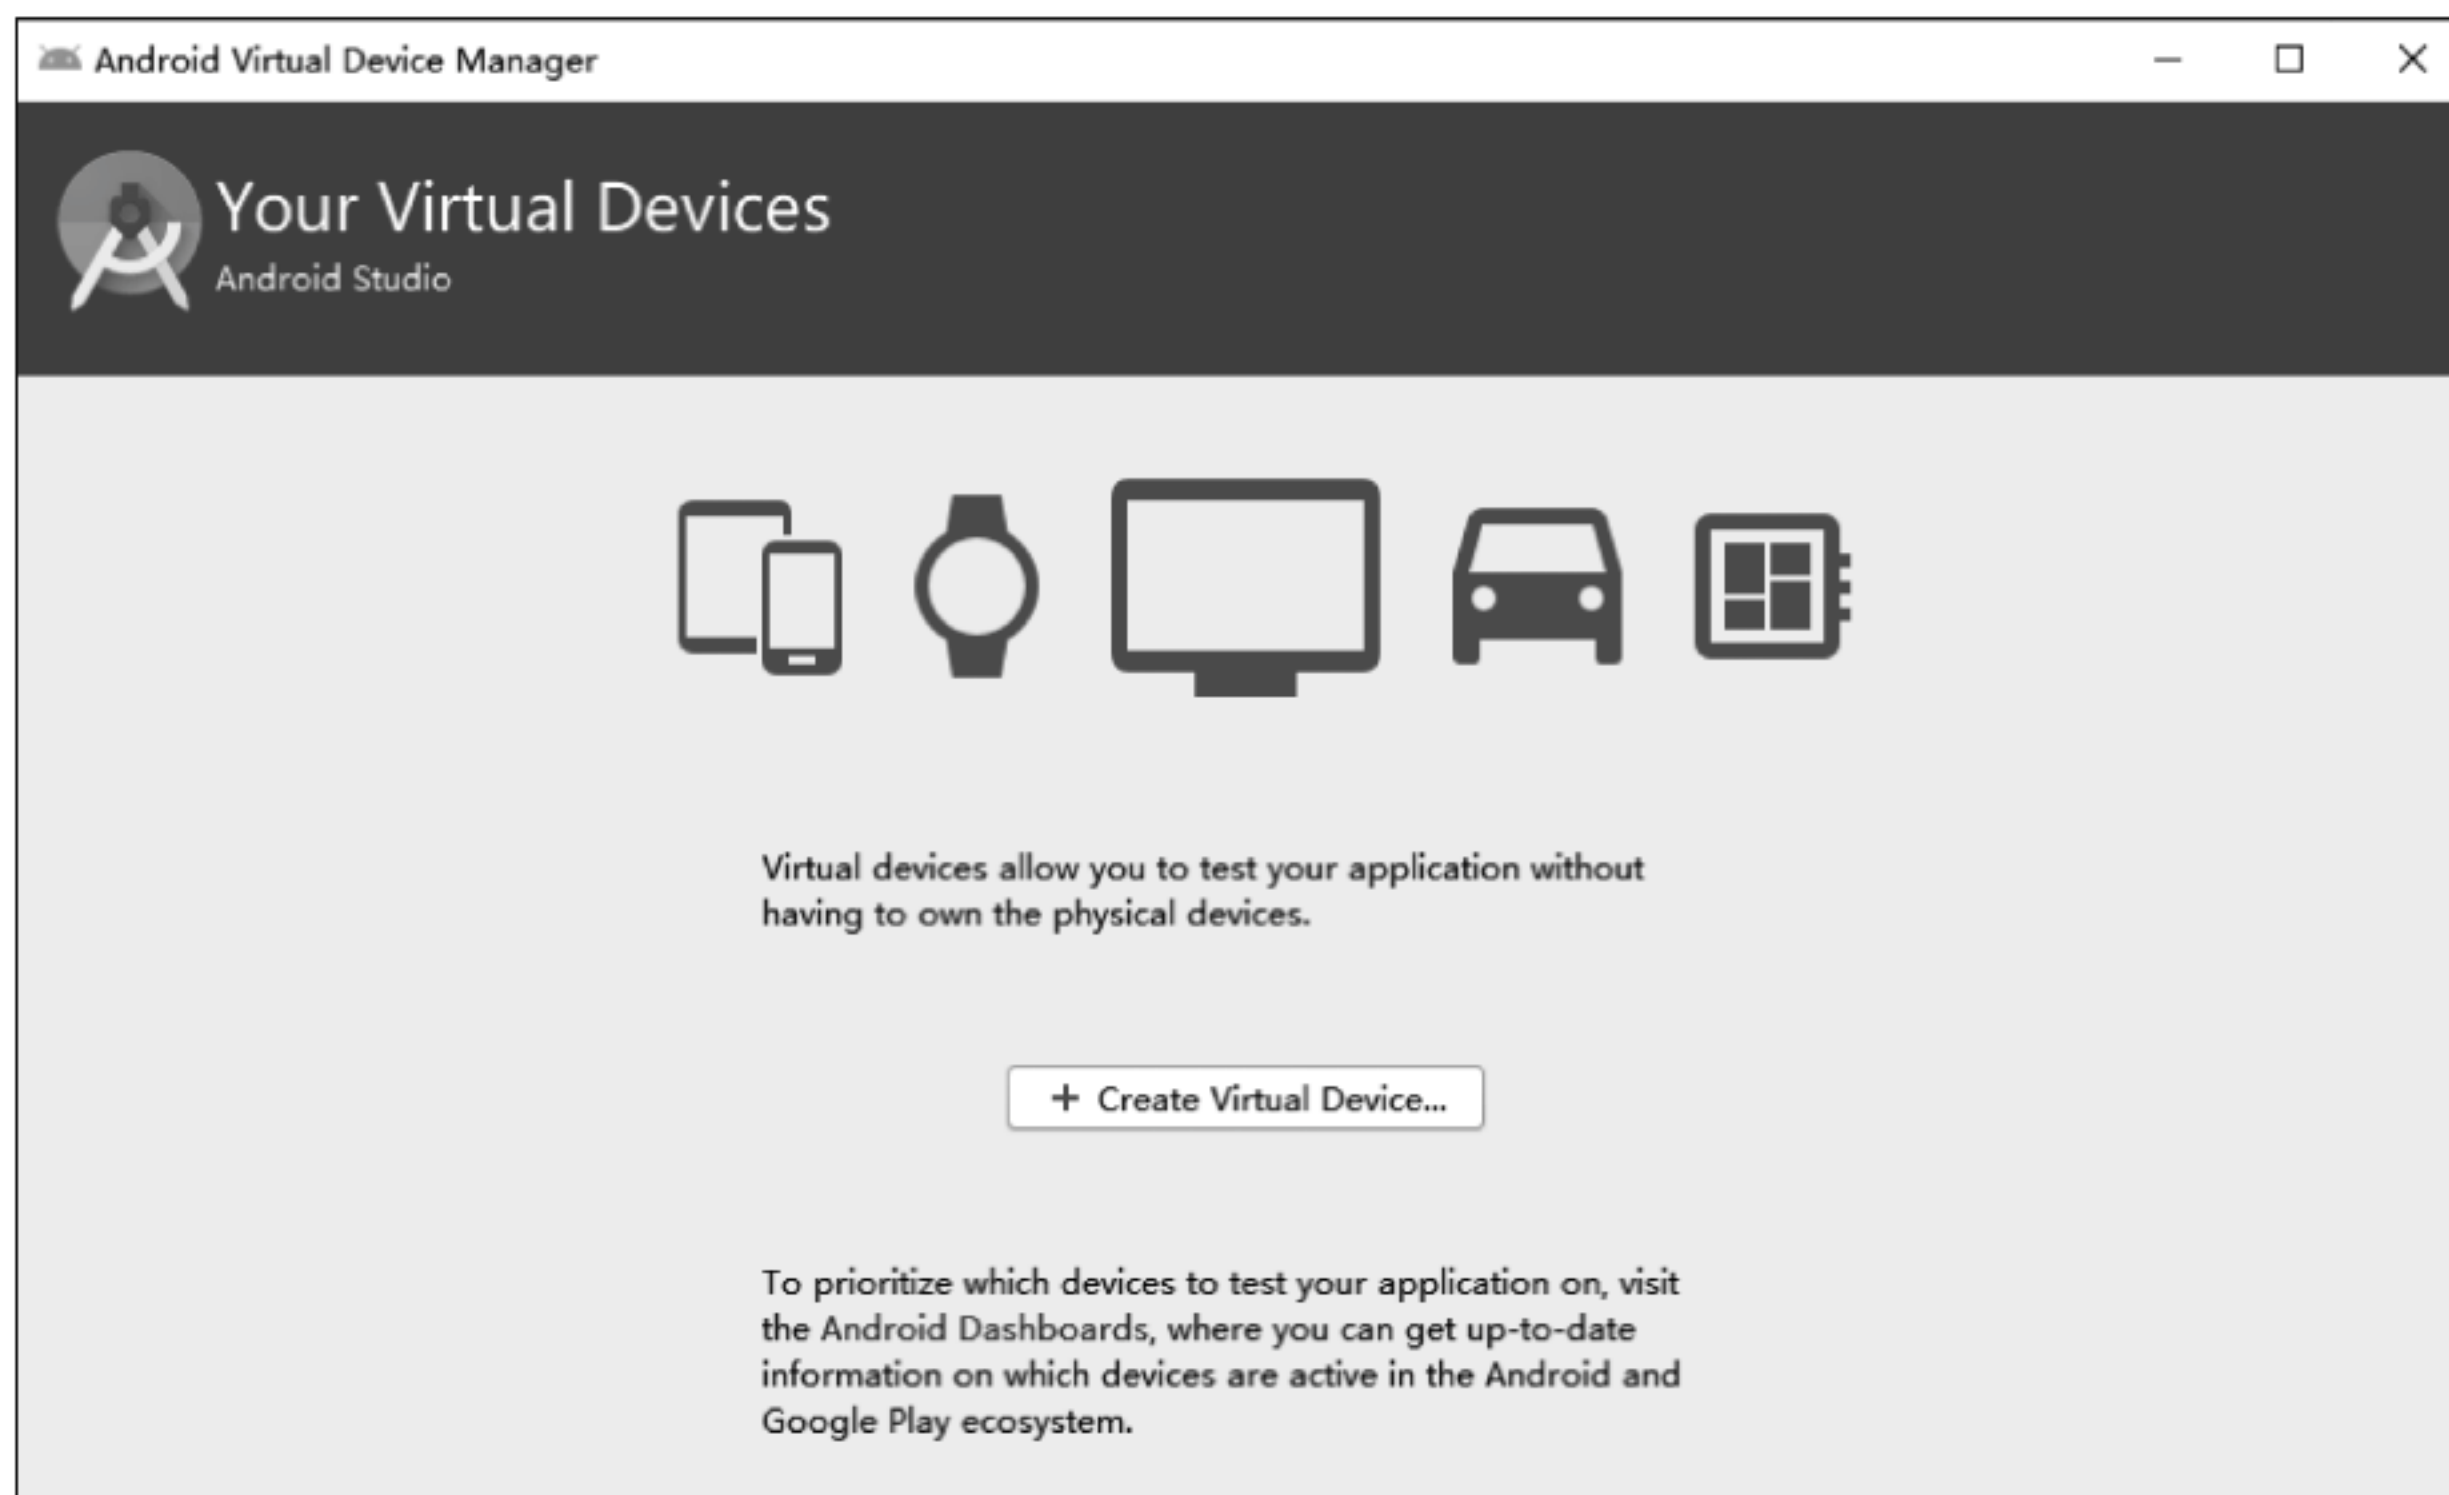 Android Virtual Device Manager
Your Virtual Devices
Android Studio
Virtual devices allow you to test your application without
having to own the physical devices.
+ Create Virtual Device...
To prioritize which devices to test your application on, visit
the Android Dashboards, where you can get up-to-date
information on which devices are active in the Android and
Google Play ecosystem.